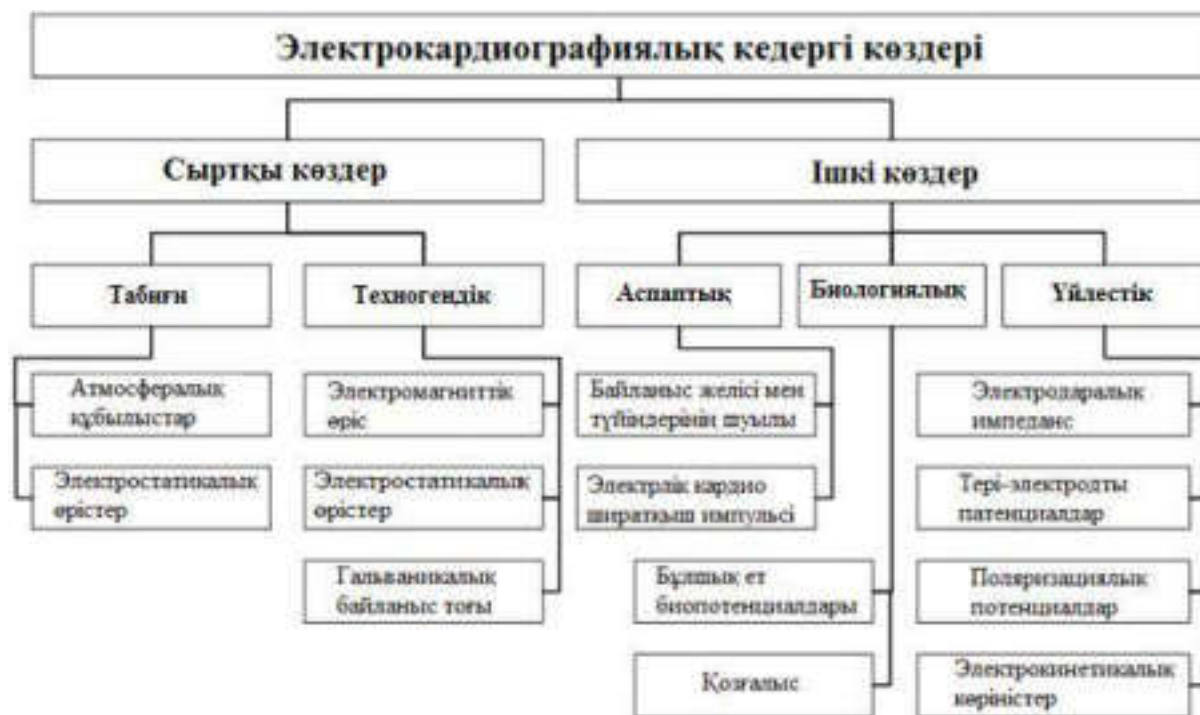 Электрокардиографиялық кедергі көздері
Сыртқы көздер
Ішкі көздер
Табиғи
Техногендік
Аспаптық
Биологиялық
Үйлестік
Атмосфералық
құбылыстар
Электростатикалық
өрістер
Электромагниттік
өріс
Электростатикалық
өрістер
Гальваникалық
байланыс тоғы
Байланыс желісі мен
түйіндерінің шуылы
Электрлік кардио
ширатқыш импульсі
Бұлшық ет
биопотенциалдары
Қозғалыс
Электродаралық
импеданс
Тері-электродты
патенциалдар
Поляризациялық
потенциалдар
Электрокинетикалық
көріністер